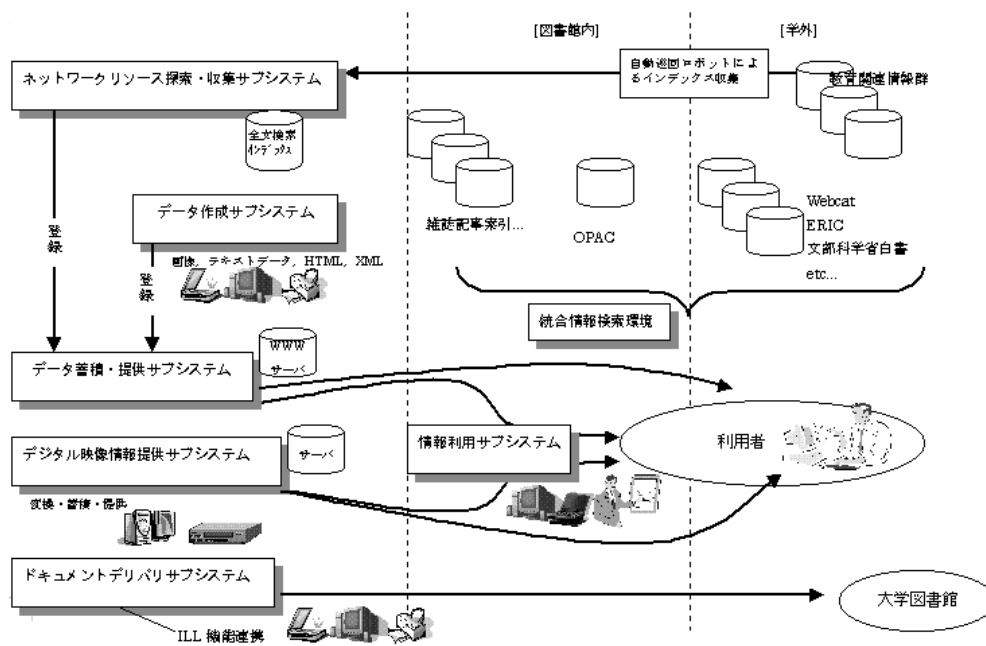 [図書館内]
[学外]
ネットワークリソース探索・収集サブシステム
自動巡回ロボットによ
るインデックス収集
教育関連情報群
全文検索
インデックス
データ作成サブシステム
雑誌記事索引...
OPAC
Webcat
ERIC
文部科学省白書
etc...
登録
画像, テキストデータ, HTML, XML
登録
統合情報検索環境
WWW
サーバ
データ蓄積・提供サブシステム
デジタル映像情報提供サブシステム
サーバ
情報利用サブシステム
利用者
変換・蓄積・提供
ドキュメントデリバリサブシステム
大学図書館
ILL 機能連携